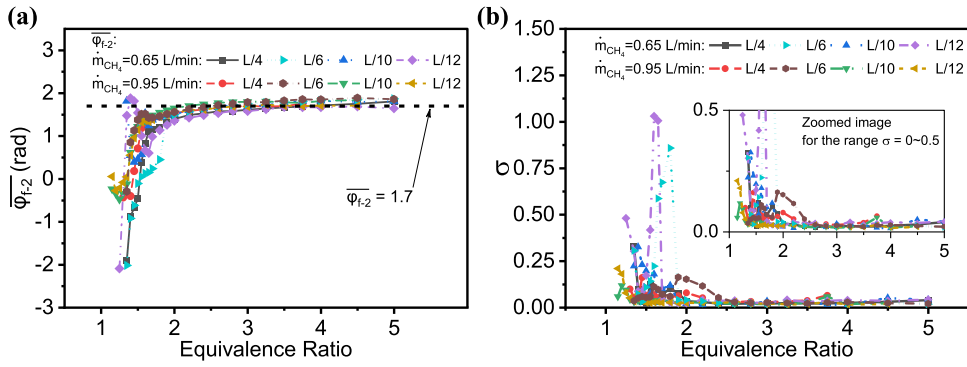 (a)
φ̅f-2:
ṁCH4=0.65 L/min: L/4 L/6 L/10 L/12
ṁCH4=0.95 L/min: L/4 L/6 L/10 L/12
3
2
1
0
-1
-2
-3
φ̅f-2 (rad)
φ̅f-2 = 1.7
1 2 3 4 5
Equivalence Ratio
(b)
ṁCH4=0.65 L/min: L/4 L/6 L/10 L/12
ṁCH4=0.95 L/min: L/4 L/6 L/10 L/12
1.50
1.25
1.00
0.75
0.50
0.25
0.00
σ
0.5
0.0
Zoomed image
for the range σ = 0~0.5
1 2 3 4 5
1 2 3 4 5
Equivalence Ratio